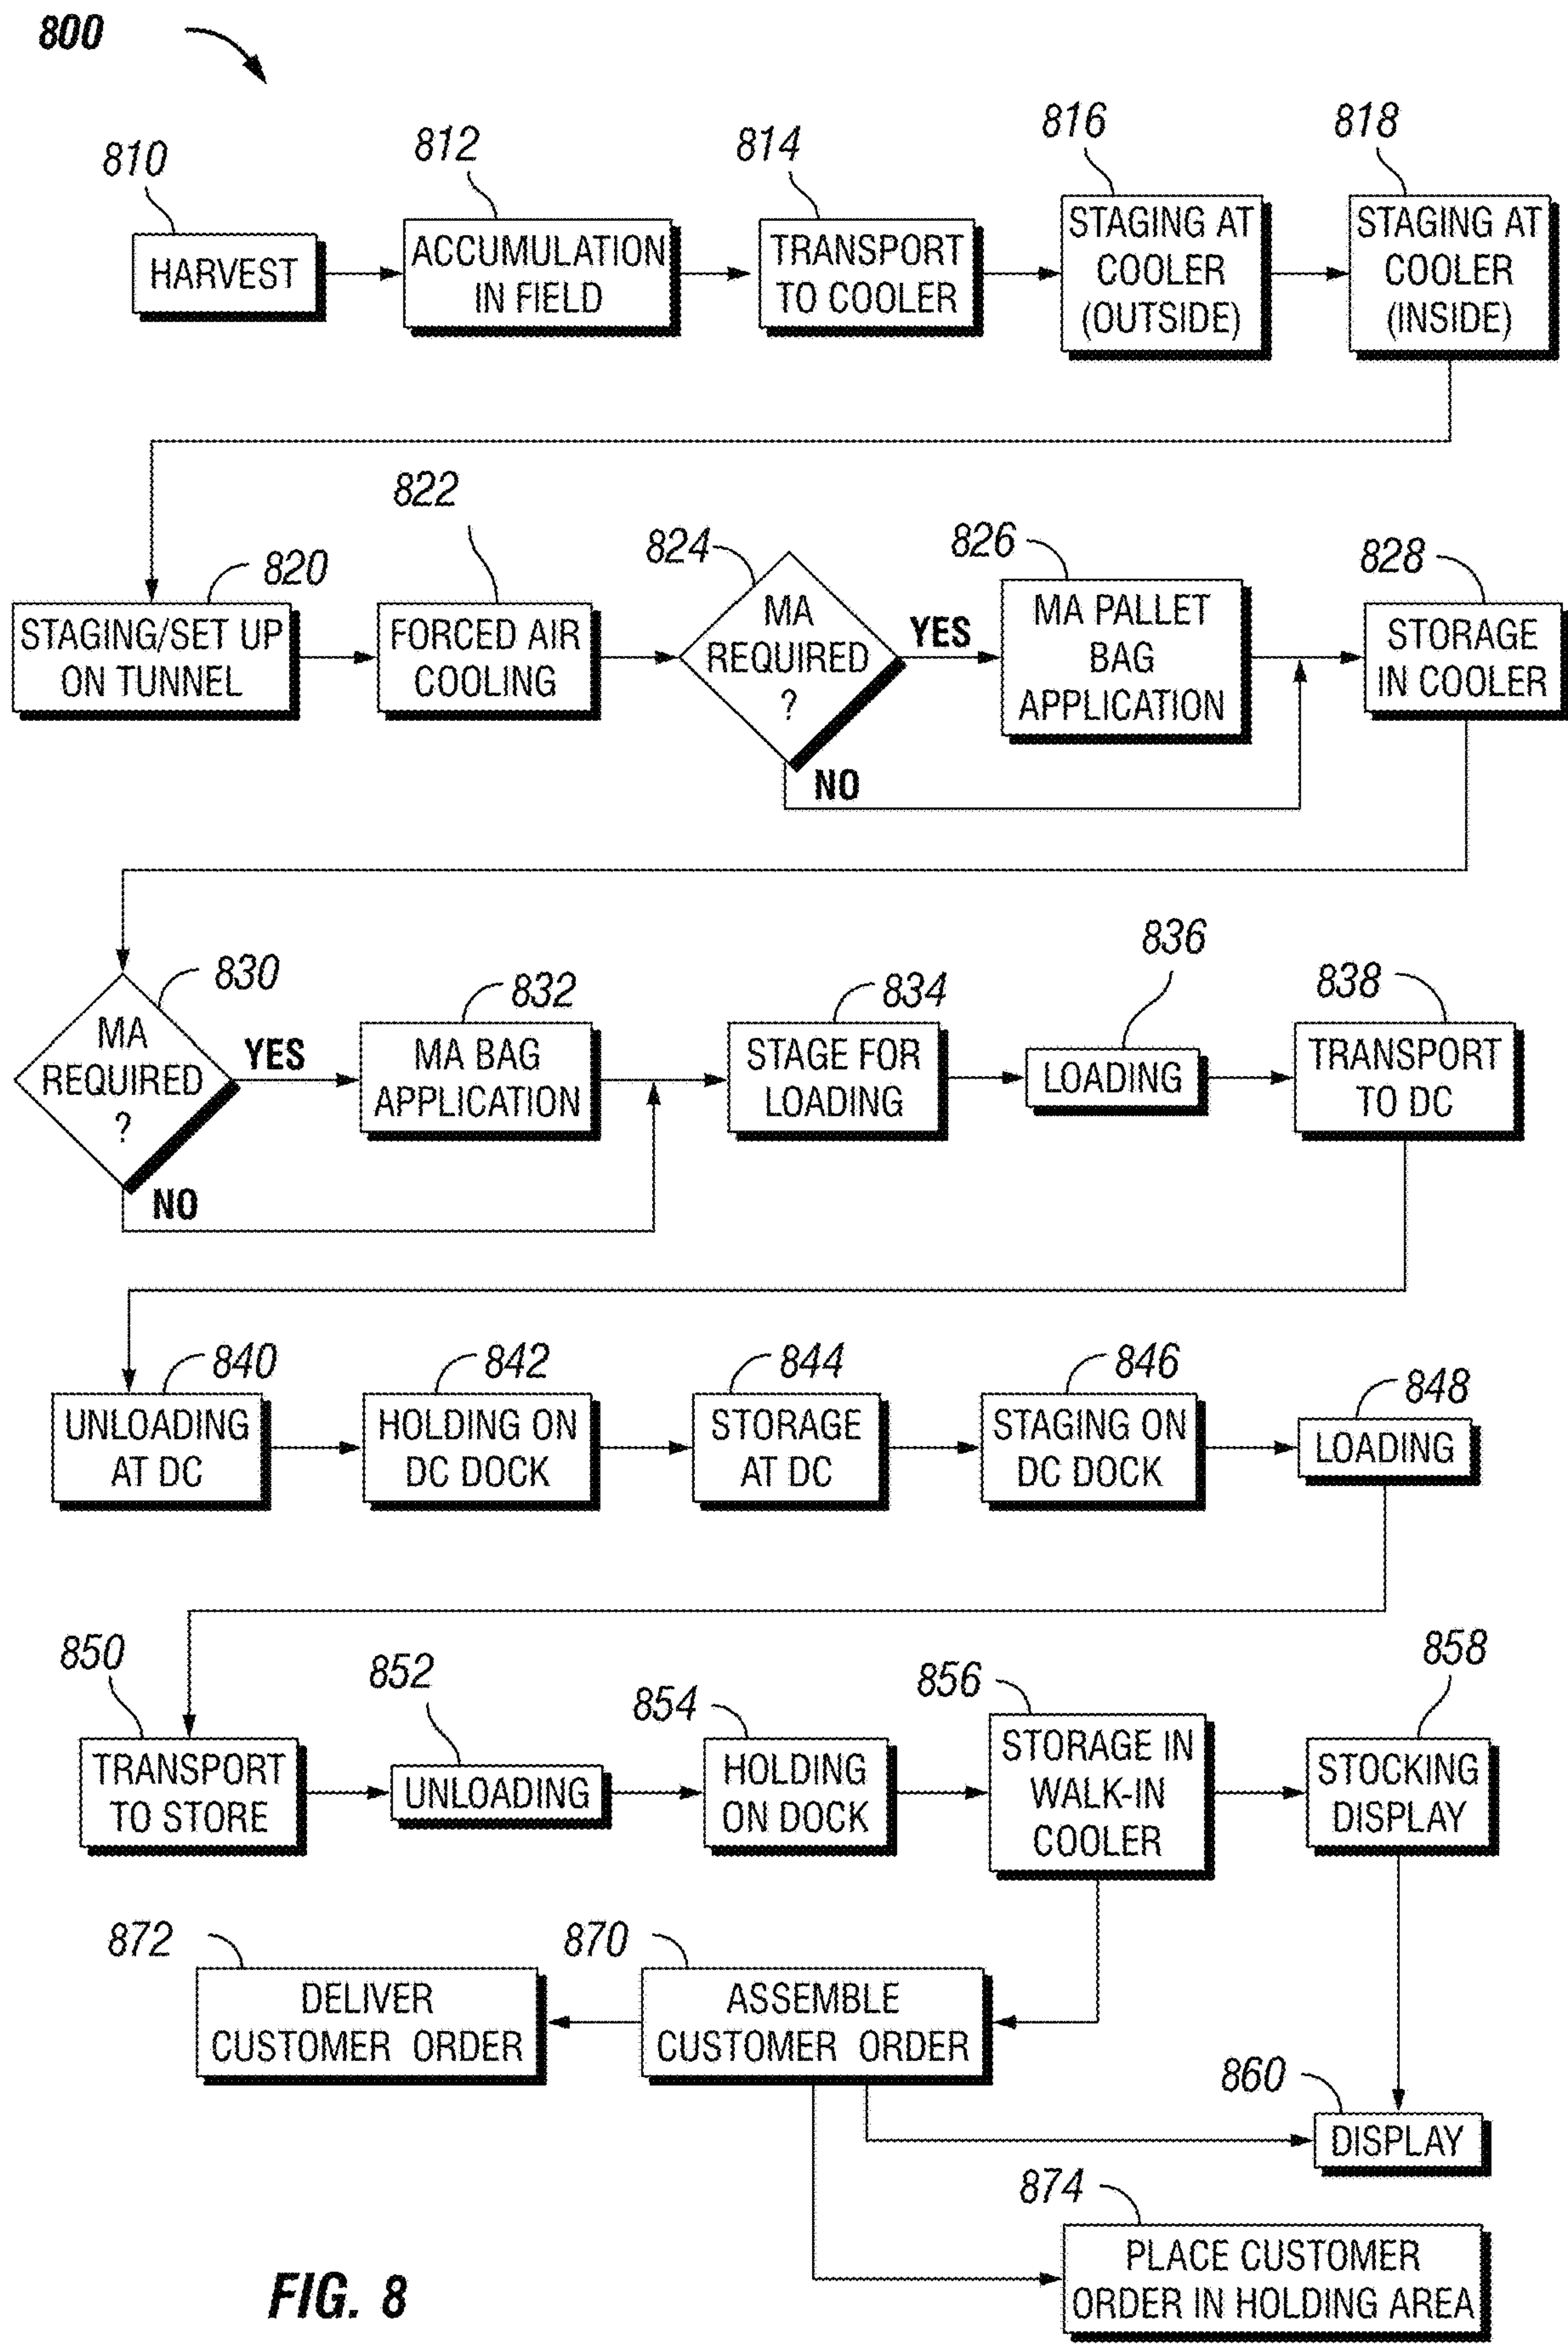 800
810
812
814
816
818
HARVEST
ACCUMULATION
IN FIELD
TRANSPORT
TO COOLER
STAGING AT
COOLER
(OUTSIDE)
STAGING AT
COOLER
(INSIDE)
820
822
824
826
828
STAGING/SET UP
ON TUNNEL
FORCED AIR
COOLING
MA
REQUIRED
?
YES
NO
MA PALLET
BAG
APPLICATION
STORAGE
IN COOLER
830
832
834
836
838
MA
REQUIRED
?
YES
NO
MA BAG
APPLICATION
STAGE FOR
LOADING
LOADING
TRANSPORT
TO DC
840
842
844
846
848
UNLOADING
AT DC
HOLDING ON
DC DOCK
STORAGE
AT DC
STAGING ON
DC DOCK
LOADING
850
852
854
856
858
TRANSPORT
TO STORE
UNLOADING
HOLDING
ON DOCK
STORAGE IN
WALK-IN
COOLER
STOCKING
DISPLAY
872
870
DELIVER
CUSTOMER ORDER
ASSEMBLE
CUSTOMER ORDER
860
DISPLAY
874
PLACE CUSTOMER
ORDER IN HOLDING AREA
FIG. 8